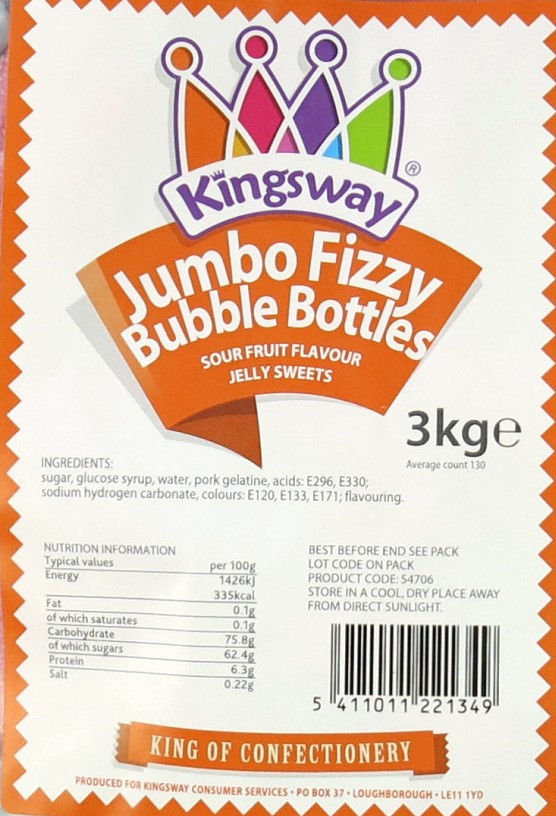 Kingsway®
Jumbo Fizzy
Bubble Bottles
SOUR FRUIT FLAVOUR
JELLY SWEETS
3kg℮
Average count 130
INGREDIENTS:
sugar, glucose syrup, water, pork gelatine, acids: E296, E330;
sodium hydrogen carbonate, colours: E120, E133, E171; flavouring.
NUTRITION INFORMATION
Typical values per 100g
Energy 1426kJ
335kcal
Fat 0.1g
of which saturates 0.1g
Carbohydrate 75.8g
of which sugars 62.4g
Protein 6.3g
Salt 0.22g
BEST BEFORE END SEE PACK
LOT CODE ON PACK
PRODUCT CODE: 54706
STORE IN A COOL, DRY PLACE AWAY
FROM DIRECT SUNLIGHT.
5 411011 221349
KING OF CONFECTIONERY
PRODUCED FOR KINGSWAY CONSUMER SERVICES • PO BOX 37 • LOUGHBOROUGH • LE11 1YD